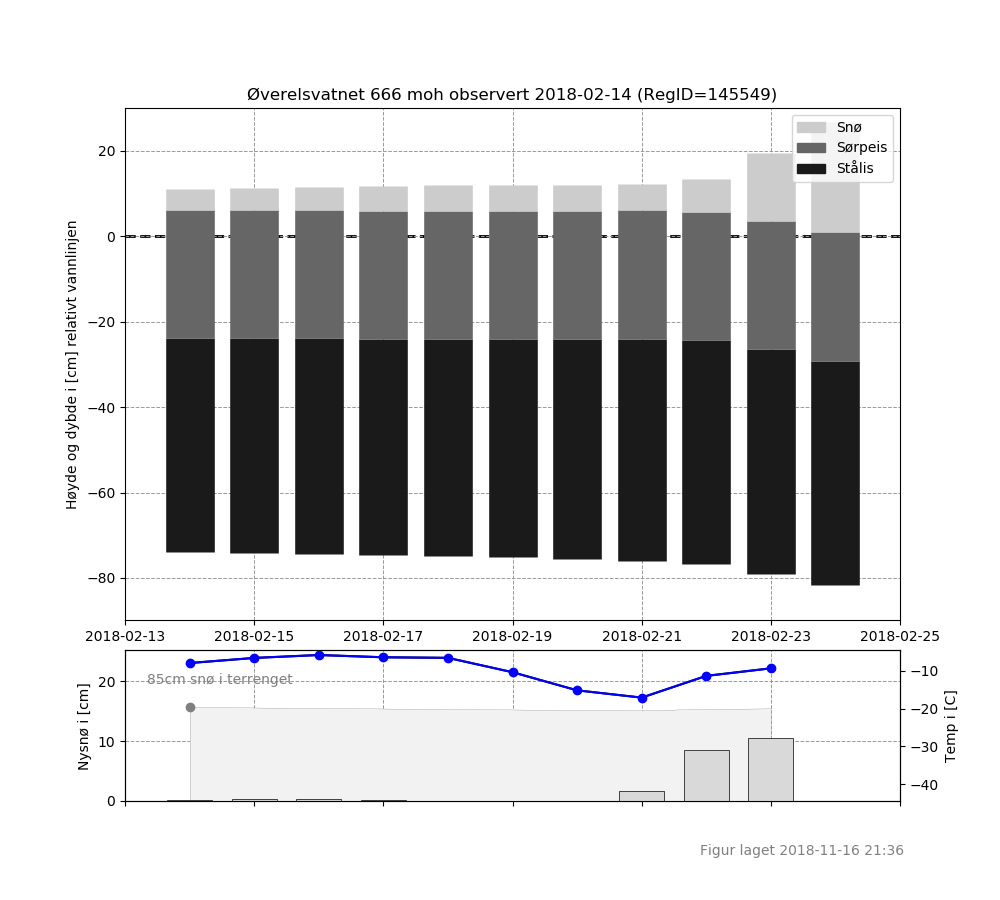 Øverelsvatnet 666 moh observert 2018-02-14 (RegID=145549)
Snø
Sørpeis
Stålis
Høyde og dybde i [cm] relativt vannlinjen
20
0
−20
−40
−60
−80
2018-02-13 2018-02-15 2018-02-17 2018-02-19 2018-02-21 2018-02-23 2018-02-25
85cm snø i terrenget
Nysnø i [cm]
20
10
0
−10
−20
−30
−40
Temp i [C]
Figur laget 2018-11-16 21:36